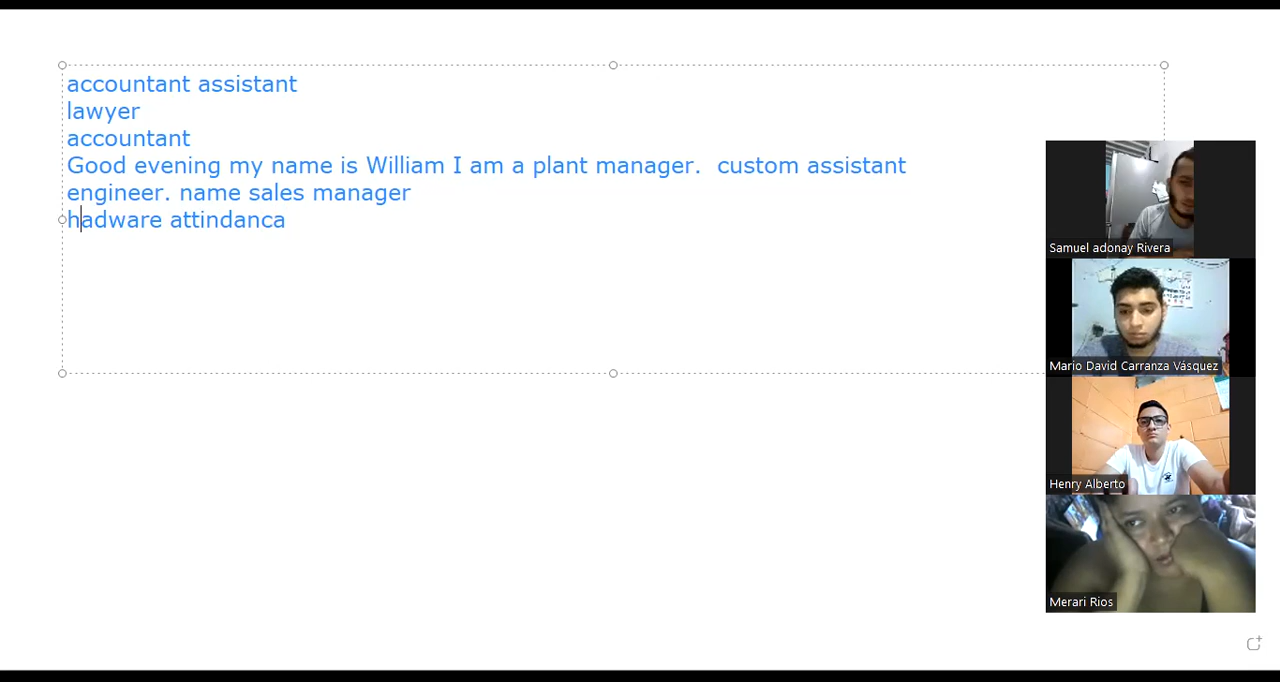 accountant assistant
lawyer
accountant
Good evening my name is William I am a plant manager.  custom assistant
engineer. name sales manager
hadware attindanca
Samuel adonay Rivera
Mario David Carranza Vásquez
Henry Alberto
Merari Rios